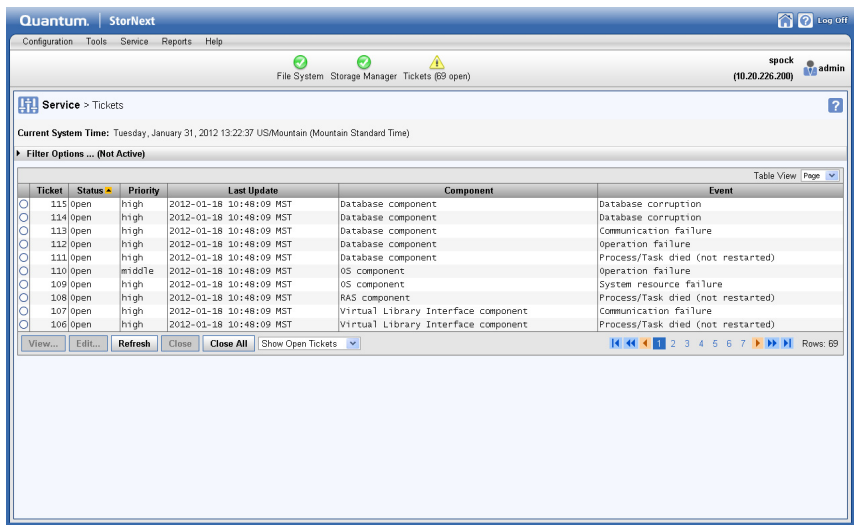 Quantum. | StorNext
Log Off
Configuration Tools Service Reports Help
File System Storage Manager Tickets (69 open)
spock
(10.20.226.200)
admin
Service > Tickets
?
Current System Time: Tuesday, January 31, 2012 13:22:37 US/Mountain (Mountain Standard Time)
Filter Options ... (Not Active)
Table View Page
Ticket Status Priority Last Update Component Event
115 Open high 2012-01-18 10:48:09 MST Database component Database corruption
114 Open high 2012-01-18 10:48:09 MST Database component Database corruption
113 Open high 2012-01-18 10:48:09 MST Database component Communication failure
112 Open high 2012-01-18 10:48:09 MST Database component Operation failure
111 Open high 2012-01-18 10:48:09 MST Database component Process/Task died (not restarted)
110 Open middle 2012-01-18 10:48:09 MST OS component Operation failure
109 Open high 2012-01-18 10:48:09 MST OS component System resource failure
108 Open high 2012-01-18 10:48:09 MST RAS component Process/Task died (not restarted)
107 Open high 2012-01-18 10:48:09 MST Virtual Library Interface component Communication failure
106 Open high 2012-01-18 10:48:09 MST Virtual Library Interface component Process/Task died (not restarted)
View... Edit... Refresh Close Close All Show Open Tickets 1 2 3 4 5 6 7 Rows: 69